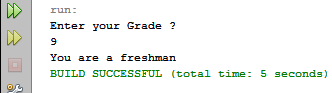 run:
Enter your Grade ?
9
You are a freshman
BUILD SUCCESSFUL (total time: 5 seconds)